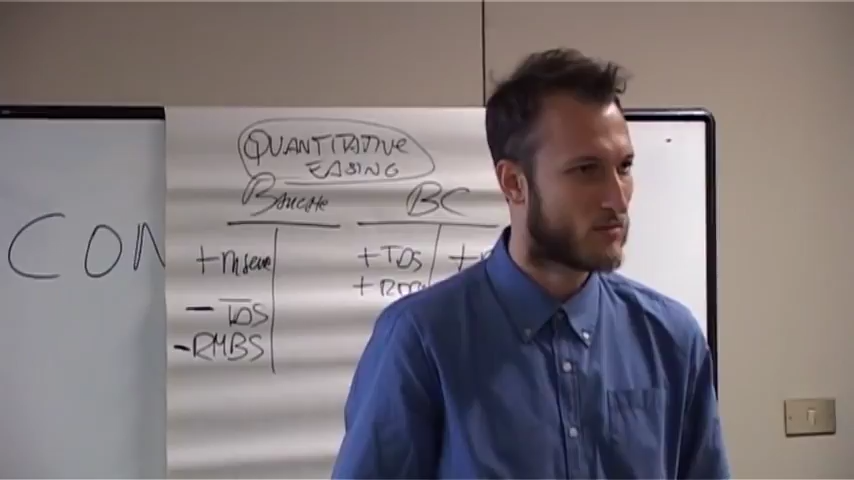 QUANTITATIVE
EASING
Banche BC
+ riserve + TDS +
- TDS
- RMBS
CON